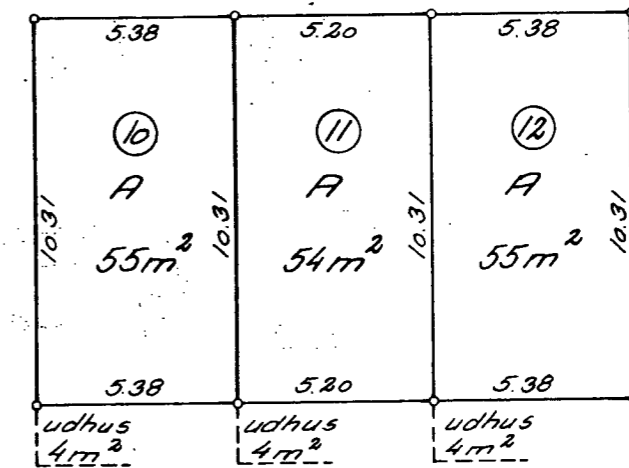 5.38 5.20 5.38
10 11 12
A A A
10.31 10.31 10.31 10.31
55m² 54m² 55m²
5.38 5.20 5.38
udhus udhus udhus
4m² 4m² 4m²